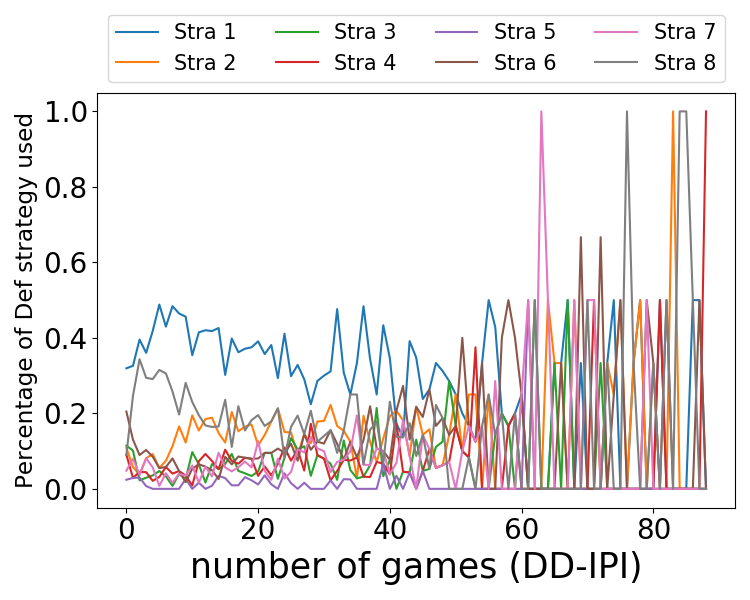 Stra 1 Stra 3 Stra 5 Stra 7
Stra 2 Stra 4 Stra 6 Stra 8
Percentage of Def strategy used
1.0
0.8
0.6
0.4
0.2
0.0
0 20 40 60 80
number of games (DD-IPI)